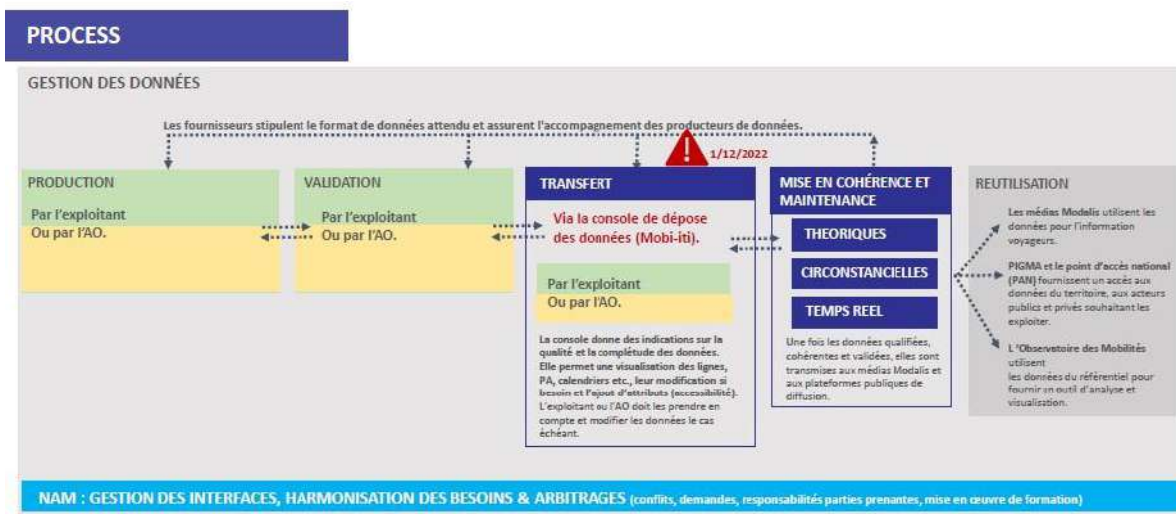 PROCESS
GESTION DES DONNÉES
Les fournisseurs stipulent le format de données attendu et assurent l'accompagnement des producteurs de données.
1/12/2022
PRODUCTION
Par l'exploitant
Ou par l'AO.
VALIDATION
Par l'exploitant
Ou par l'AO.
TRANSFERT
Via la console de dépose
des données (Mobi-iti).
Par l'exploitant
Ou par l'AO.
La console donne des indications sur la
qualité et la complétude des données.
Elle permet une visualisation des lignes,
PA, calendriers etc., leur modification si
besoin et l'ajout d'attributs (accessibilité).
L'exploitant ou l'AO doit les prendre en
compte et modifier les données le cas
échéant.
MISE EN COHÉRENCE ET
MAINTENANCE
THEORIQUES
CIRCONSTANCIELLES
TEMPS REEL
Une fois les données qualifiées,
cohérentes et validées, elles sont
transmises aux médias Modalis et
aux plateformes publiques de
diffusion.
REUTILISATION
Les médias Modalis utilisent les
données pour l'information
voyageurs.
PIGMA et le point d'accès national
(PAN) fournissent un accès aux
données du territoire, aux acteurs
publics et privés souhaitant les
exploiter.
L'Observatoire des Mobilités
utilisent
les données du référentiel pour
fournir un outil d'analyse et
visualisation.
NAM : GESTION DES INTERFACES, HARMONISATION DES BESOINS & ARBITRAGES (conflits, demandes, responsabilités parties prenantes, mise en œuvre de formation)